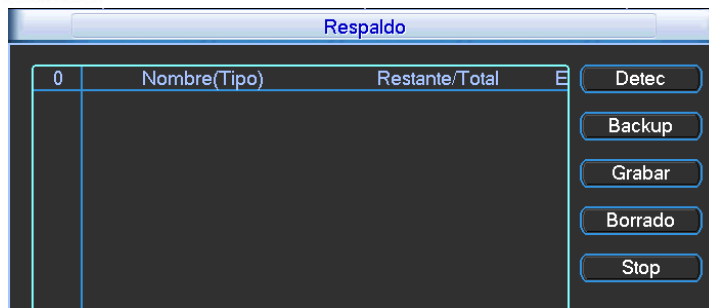 Respaldo
0 Nombre(Tipo) Restante/Total E
Detec
Backup
Grabar
Borrado
Stop